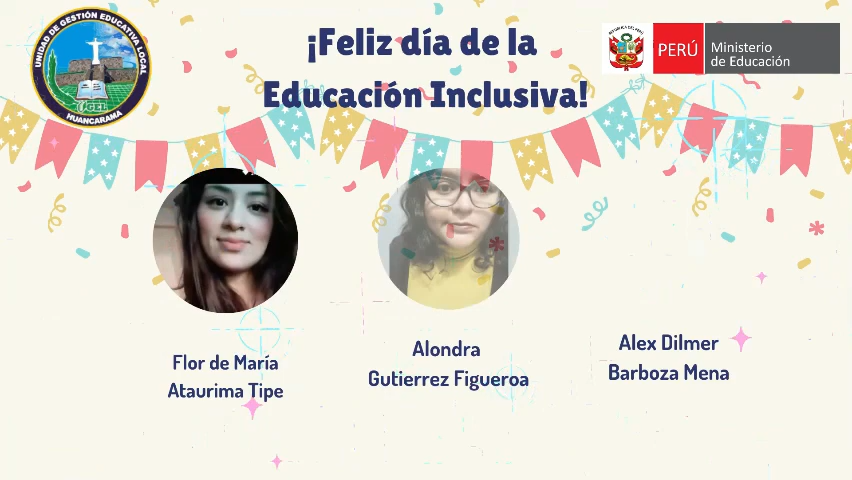 UNIDAD DE GESTIÓN EDUCATIVA LOCAL
UGEL
HUANCARAMA
¡Feliz día de la
Educación Inclusiva!
PERÚ
Ministerio
de Educación
Flor de María
Ataurima Tipe
Alondra
Gutierrez Figueroa
Alex Dilmer
Barboza Mena